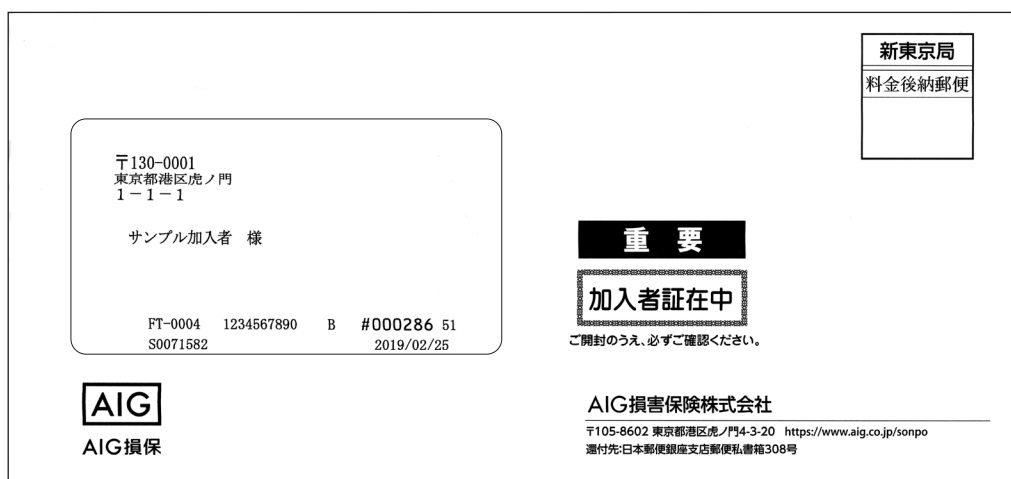 新東京局
料金後納郵便
〒130-0001
東京都港区虎ノ門
1-1-1
サンプル加入者 様
FT-0004 1234567890 B #000286 51
S0071582 2019/02/25
重 要
加入者証在中
ご開封のうえ、必ずご確認ください。
AIG
AIG損保
AIG損害保険株式会社
〒105-8602 東京都港区虎ノ門4-3-20 https://www.aig.co.jp/sonpo
還付先:日本郵便銀座支店郵便私書箱308号